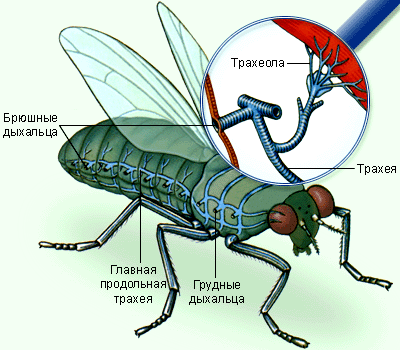 Трахеола
Брюшные
дыхальца
Трахея
Главная
продольная
трахея
Грудные
дыхальца